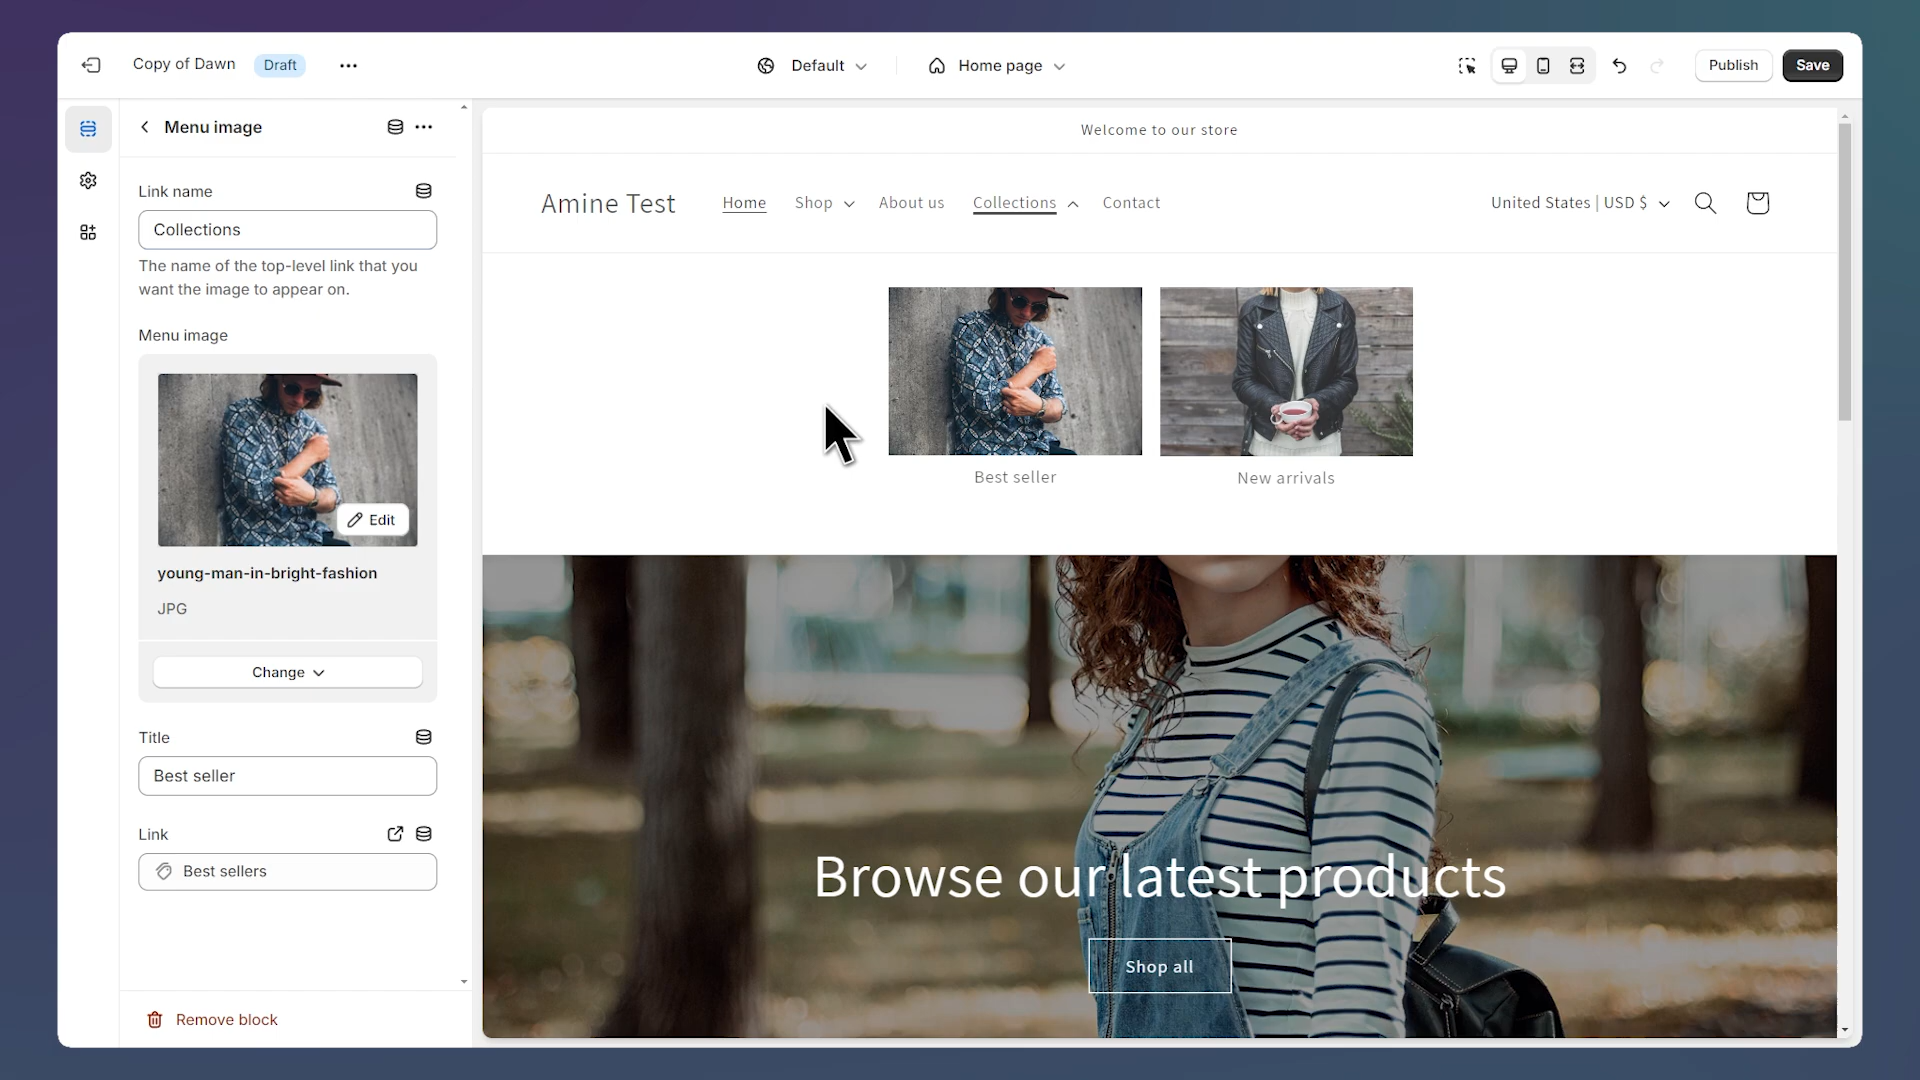 Copy of Dawn
Draft
Default
Home page
Publish
Save
Menu image
Link name
Collections
The name of the top-level link that you
want the image to appear on.
Menu image
Edit
young-man-in-bright-fashion
JPG
Change
Title
Best seller
Link
Best sellers
Remove block
Welcome to our store
Amine Test
Home
Shop
About us
Collections
Contact
United States | USD $
Best seller
New arrivals
Browse our latest products
Shop all